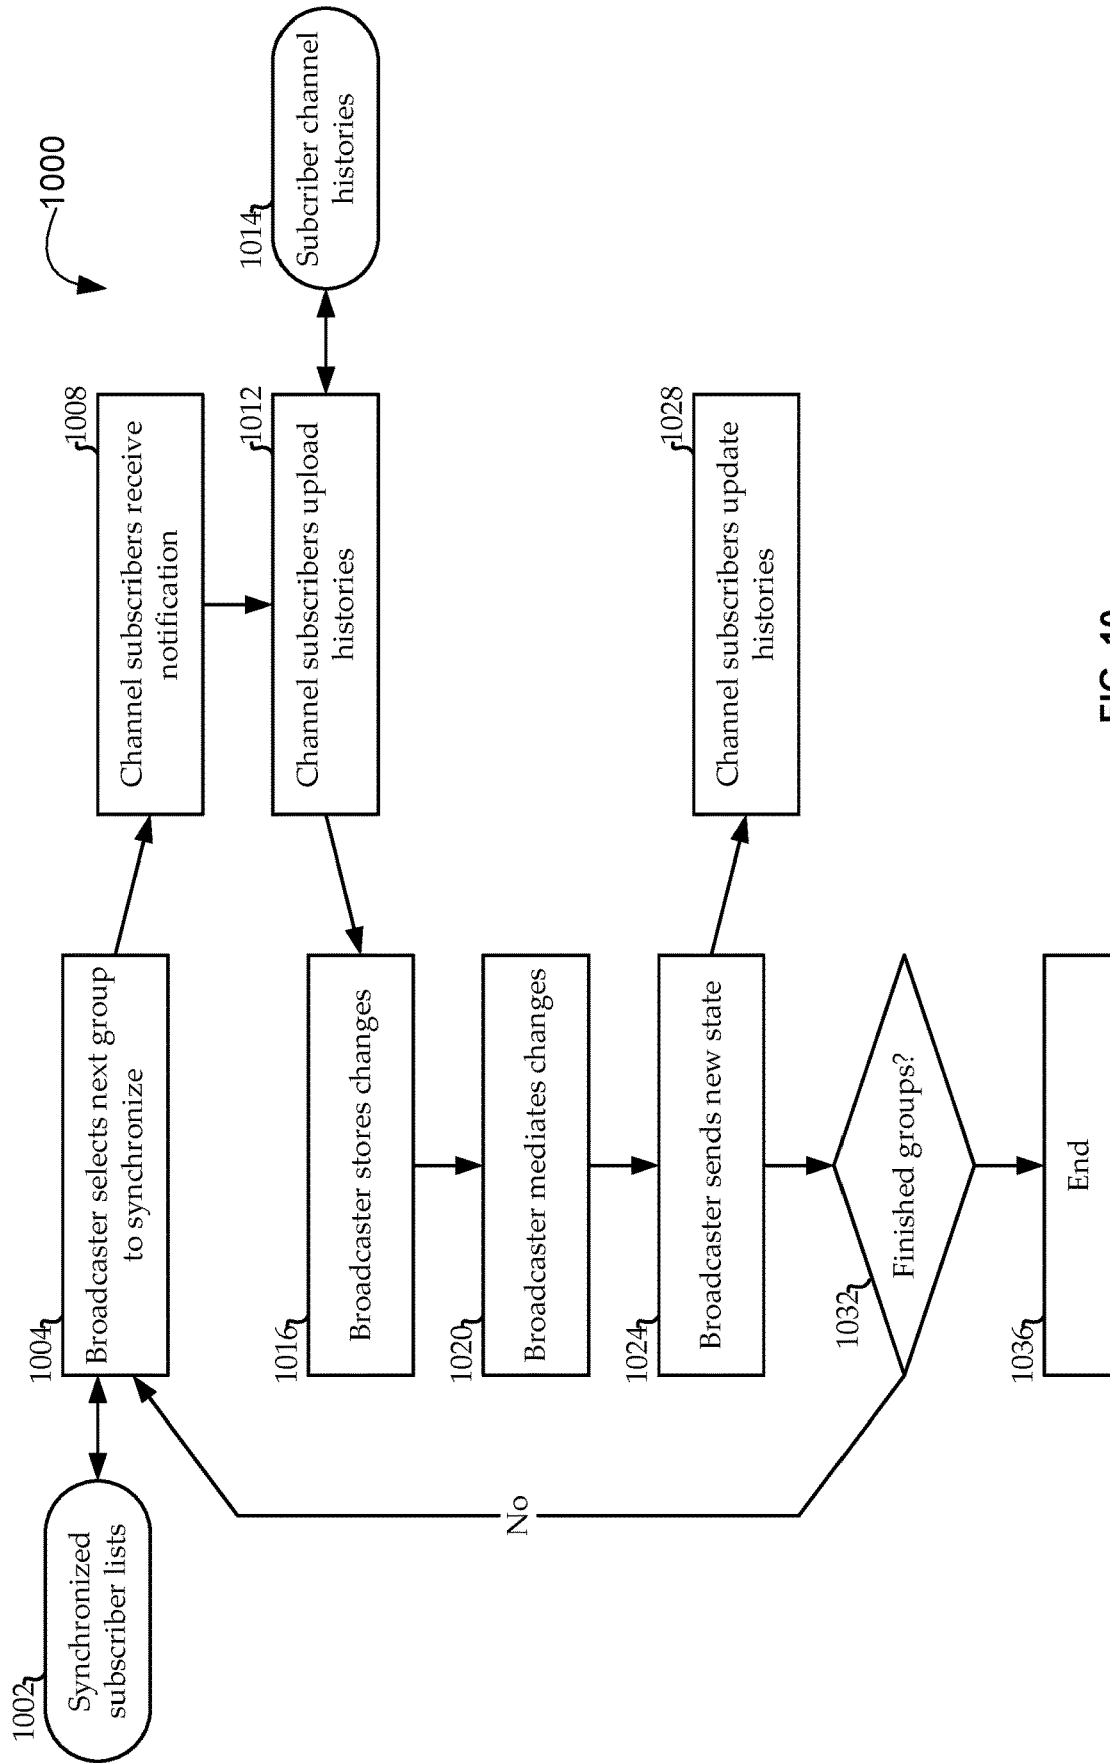 1000
1002
Synchronized
subscriber lists
1004
Broadcaster selects next group
to synchronize
1008
Channel subscribers receive
notification
1012
Channel subscribers upload
histories
1014
Subcriber channel
histories
1016
Broadcaster stores changes
1020
Broadcaster mediates changes
1024
Broadcaster sends new state
1028
Channel subscribers update
histories
1032
Finished groups?
No
1036
End
FIG. 10